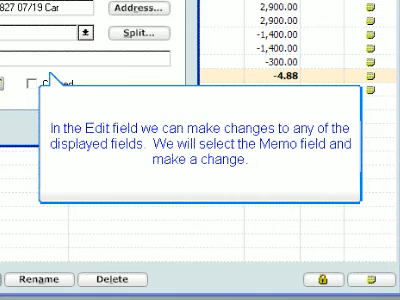 827 07/19 Car
Address...
2,900.00
2,900.00
Split...
-1,400.00
-1,400.00
-300.00
-4.88
In the Edit field we can make changes to any of the
displayed fields. We will select the Memo field and
make a change.
Rename
Delete